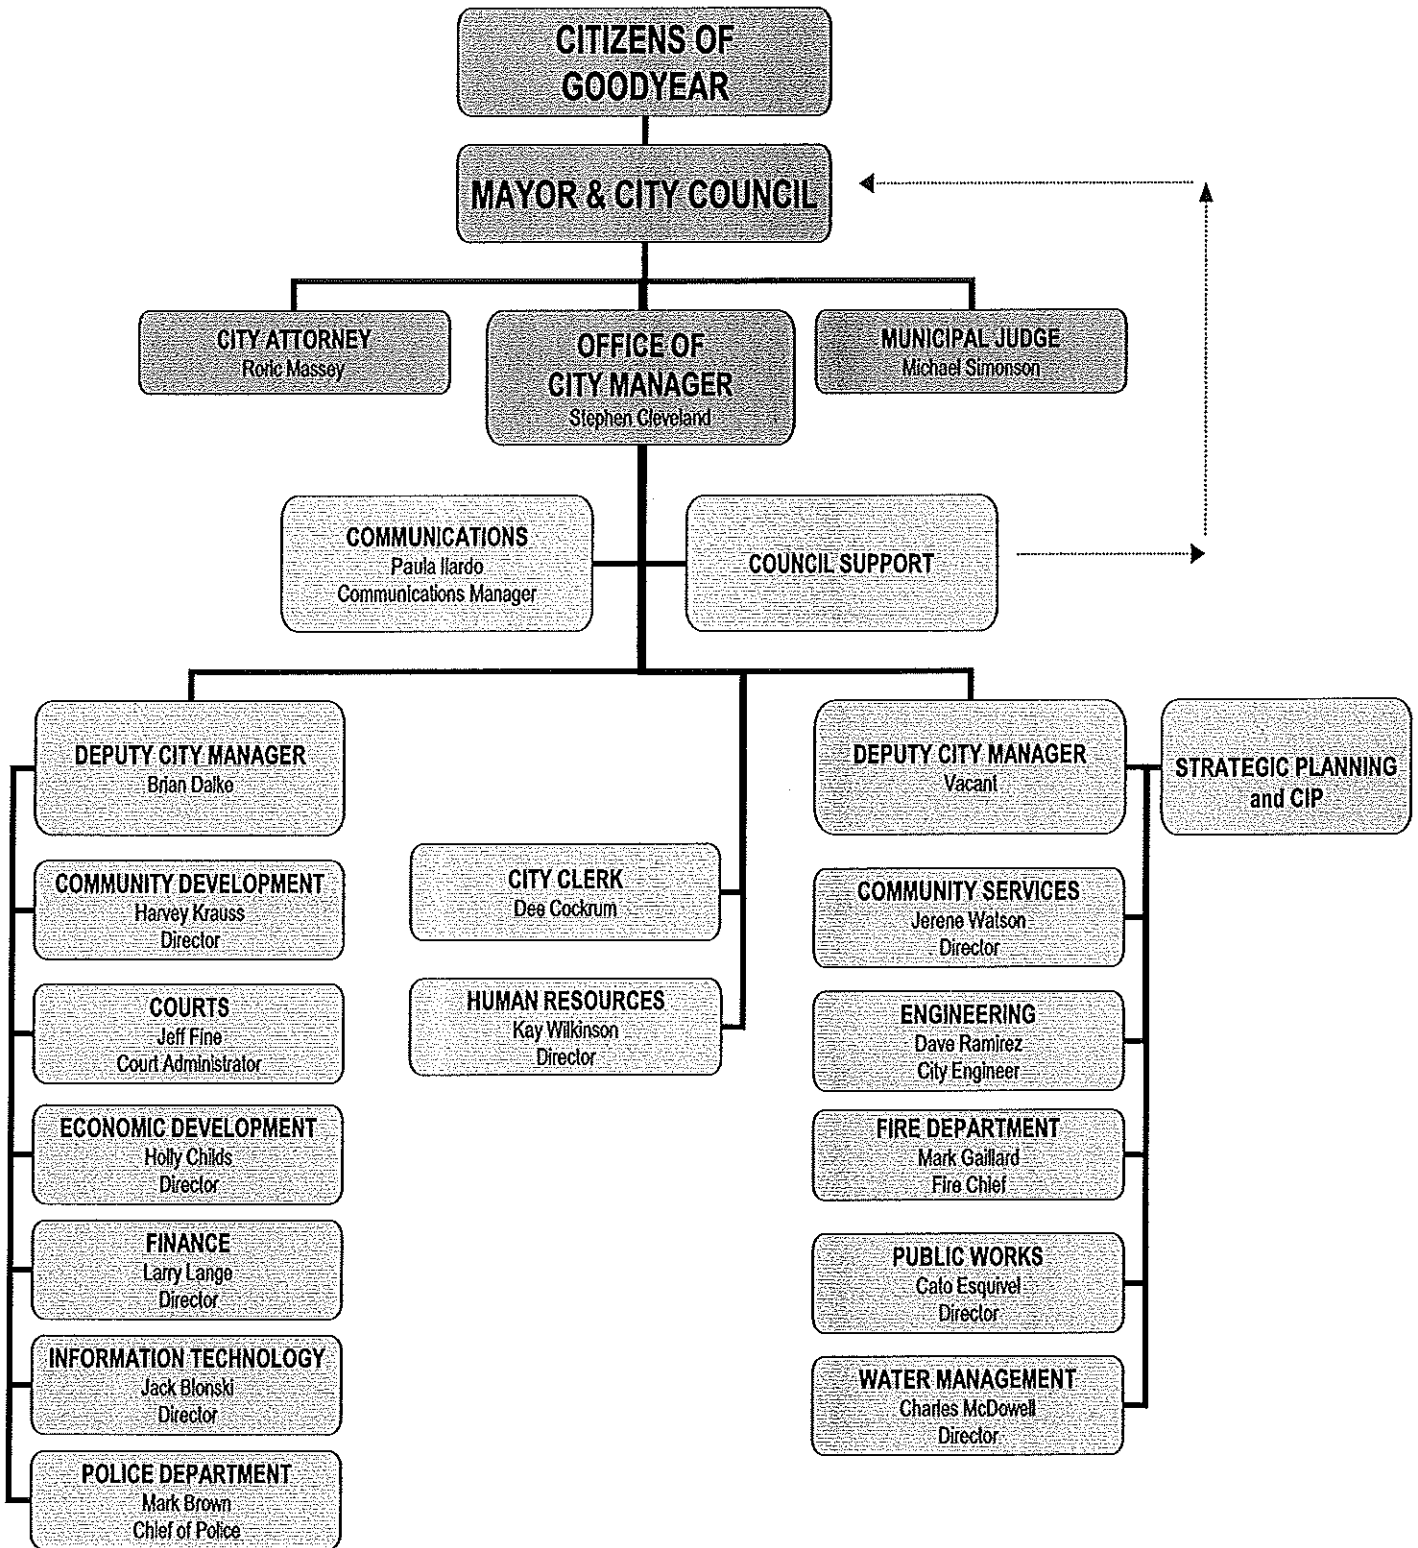 CITIZENS OF
GOODYEAR
MAYOR & CITY COUNCIL
CITY ATTORNEY
Roric Massey
OFFICE OF
CITY MANAGER
Stephen Cleveland
MUNICIPAL JUDGE
Michael Simonson
COMMUNICATIONS
Paula Ilardo
Communications Manager
COUNCIL SUPPORT
DEPUTY CITY MANAGER
Brian Dalke
COMMUNITY DEVELOPMENT
Harvey Krauss
Director
COURTS
Jeff Fine
Court Administrator
ECONOMIC DEVELOPMENT
Holly Childs
Director
FINANCE
Larry Lange
Director
INFORMATION TECHNOLOGY
Jack Blonski
Director
POLICE DEPARTMENT
Mark Brown
Chief of Police
CITY CLERK
Dee Cockrum
HUMAN RESOURCES
Kay Wilkinson
Director
DEPUTY CITY MANAGER
Vacant
STRATEGIC PLANNING
and CIP
COMMUNITY SERVICES
Jerene Watson
Director
ENGINEERING
Dave Ramirez
City Engineer
FIRE DEPARTMENT
Mark Gaillard
Fire Chief
PUBLIC WORKS
Cato Esquivel
Director
WATER MANAGEMENT
Charles McDowell
Director